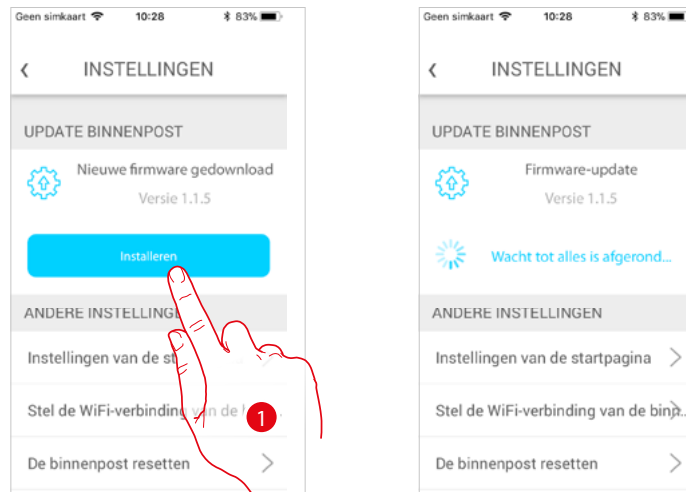 Geen simkaart 10:28 83%
INSTELLINGEN
UPDATE BINNENPOST
Nieuwe firmware gedownload
Versie 1.1.5
Installeren
ANDERE INSTELLING
Instellingen van de st
Stel de WiFi-verbinding van de
De binnenpost resetten
1
Geen simkaart 10:28 83%
INSTELLINGEN
UPDATE BINNENPOST
Firmware-update
Versie 1.1.5
Wacht tot alles is afgerond...
ANDERE INSTELLINGEN
Instellingen van de startpagina
Stel de WiFi-verbinding van de binn...
De binnenpost resetten